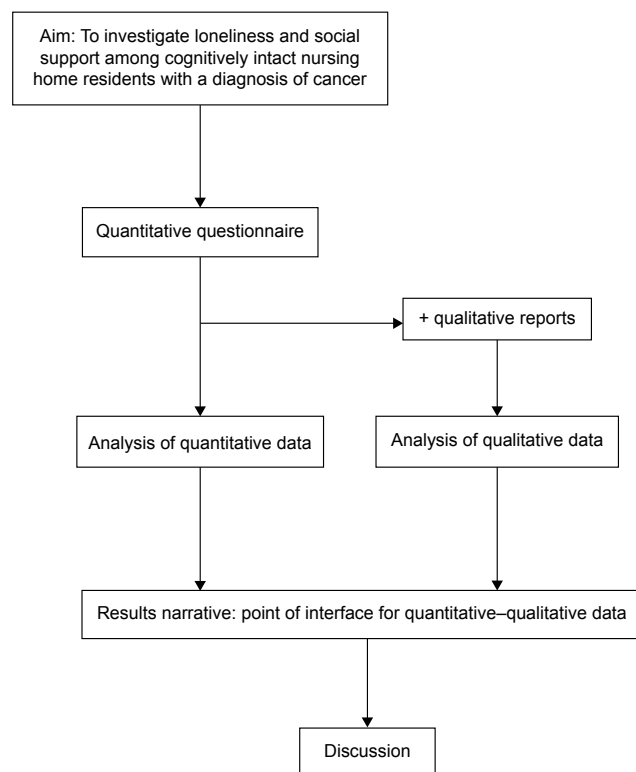 Aim: To investigate loneliness and social
support among cognitively intact nursing
home residents with a diagnosis of cancer
Quantitative questionnaire
+ qualitative reports
Analysis of quantitative data
Analysis of qualitative data
Results narrative: point of interface for quantitative–qualitative data
Discussion